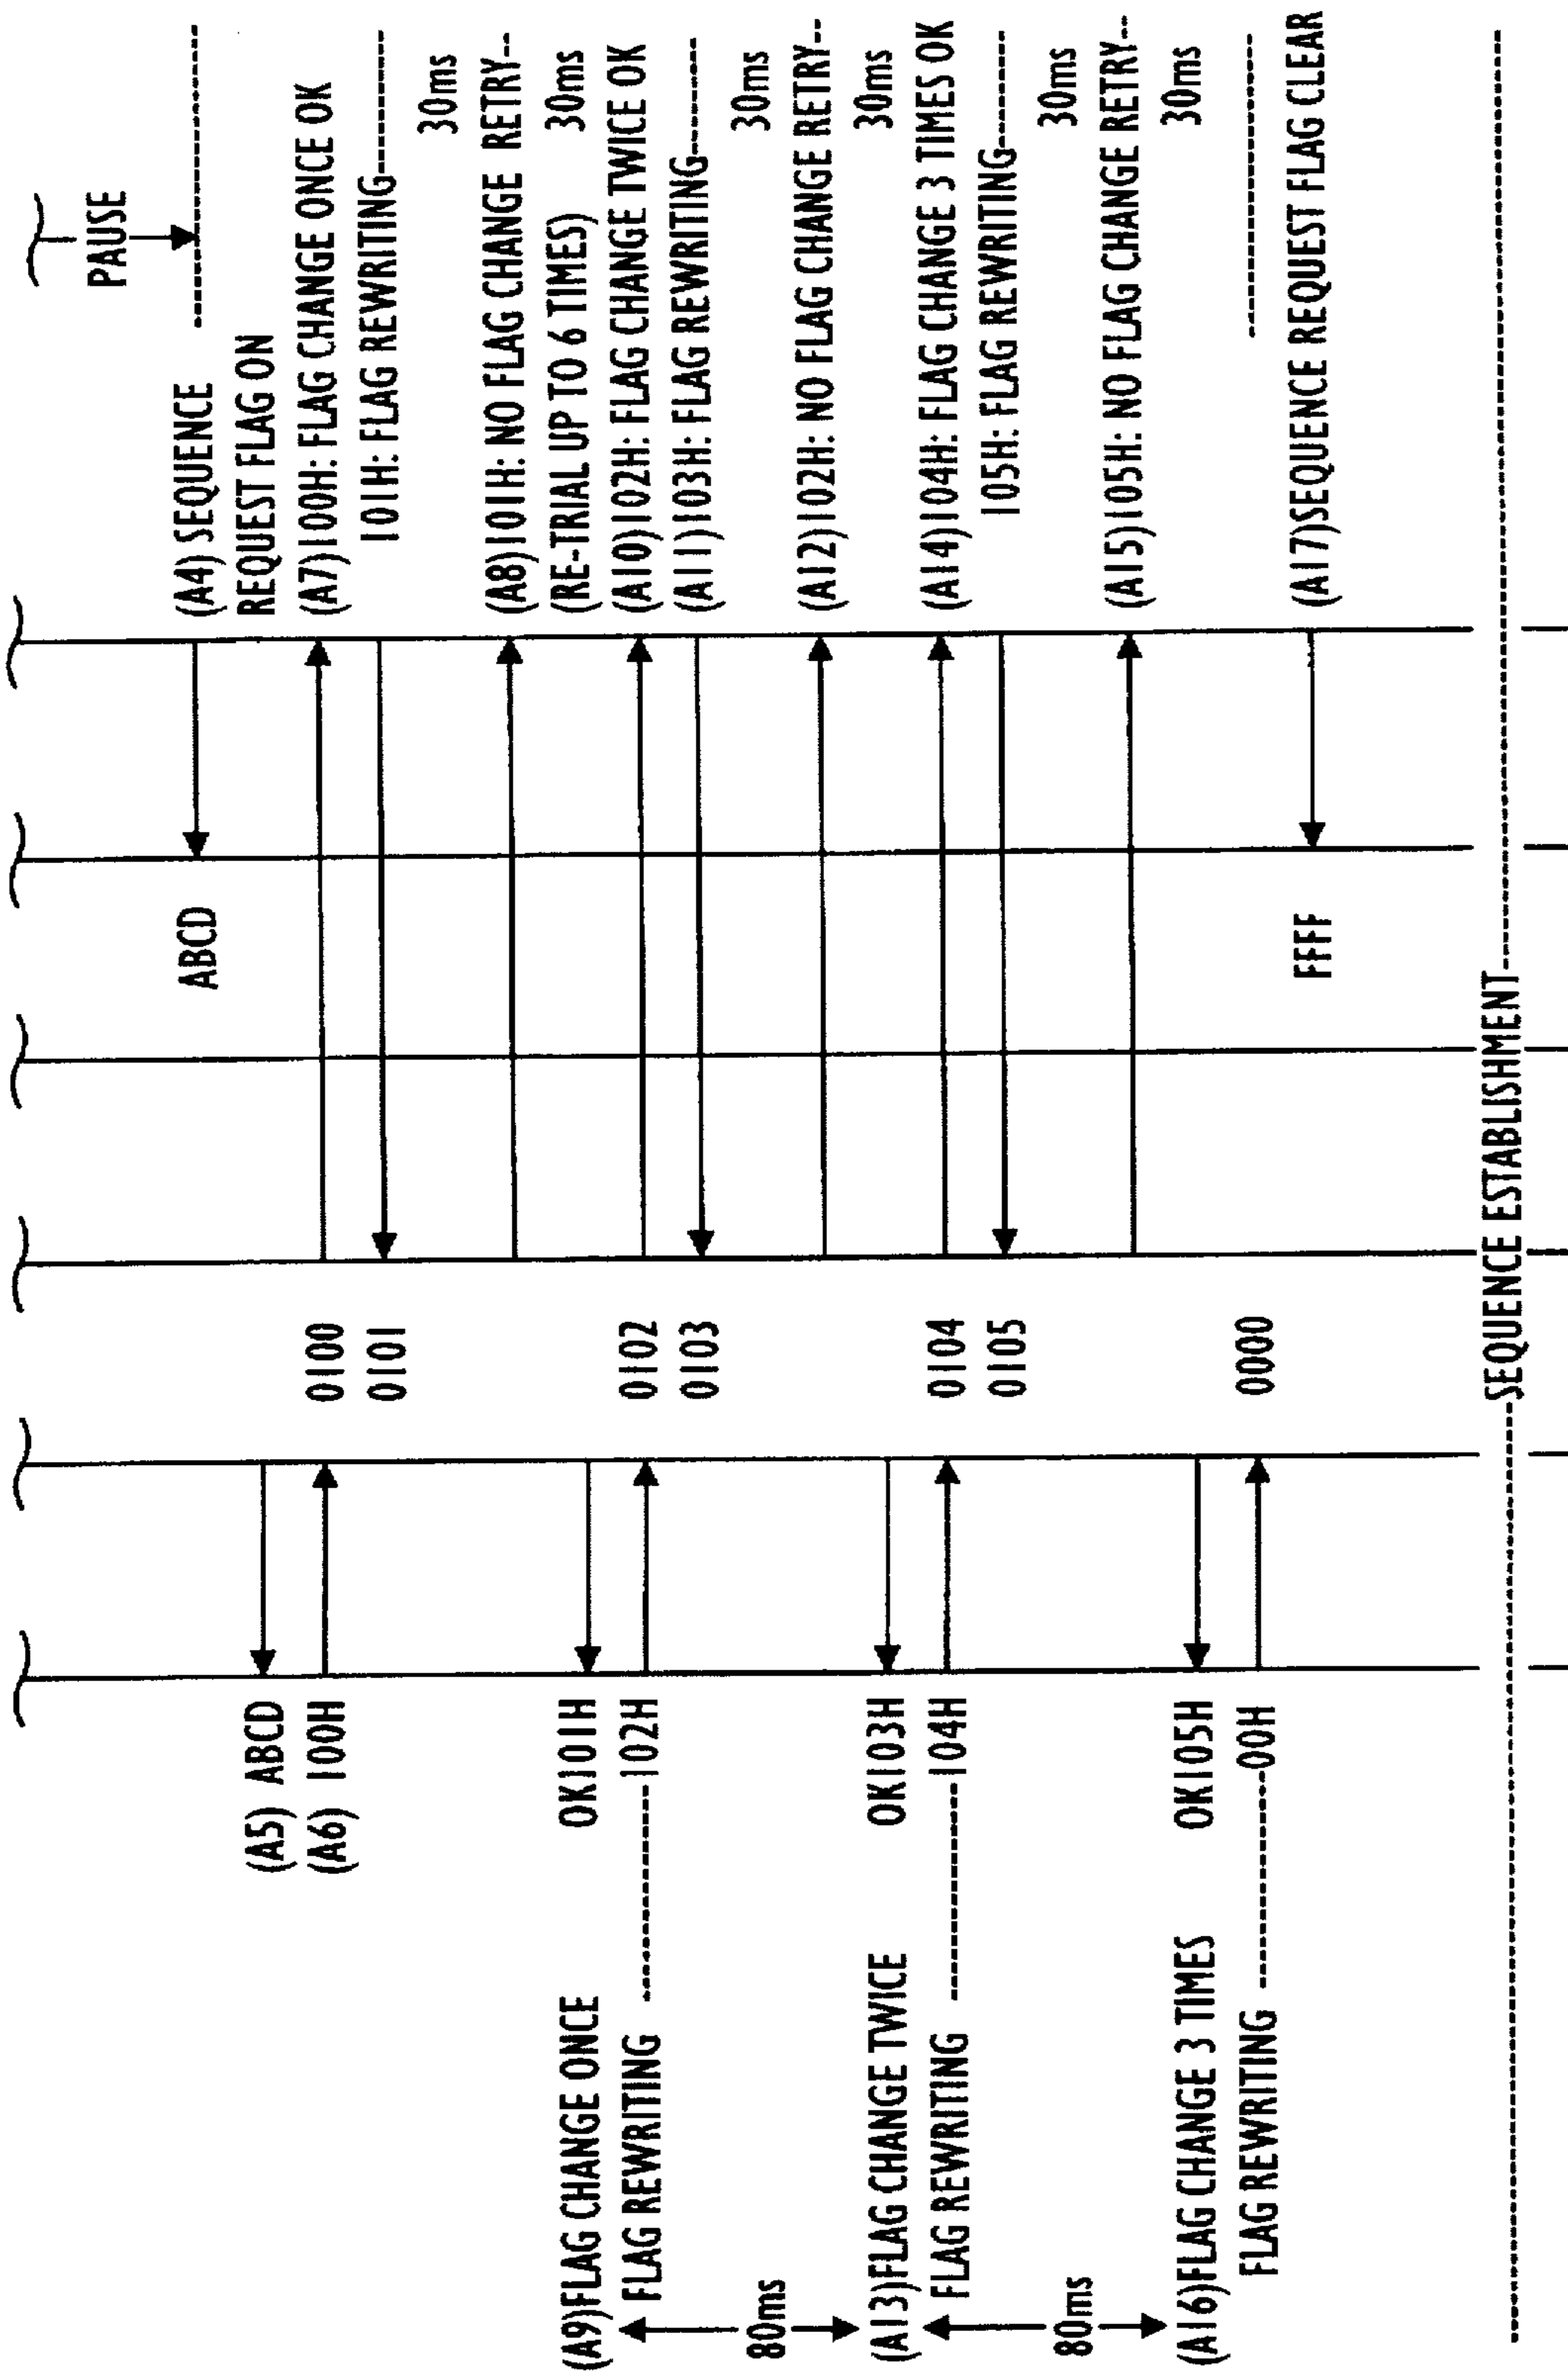 PAUSE
(A4) SEQUENCE
REQUEST FLAG ON
ABCD
(A5) ABCD
(A6) 100H
0100
(A7)100H: FLAG CHANGE ONCE OK
0101
101H: FLAG REWRITING
30ms
(A8)101H: NO FLAG CHANGE RETRY
(RE-TRIAL UP TO 6 TIMES)
30ms
(A9)FLAG CHANGE ONCE
OK101H
FLAG REWRITING
102H
0102
(A10)102H: FLAG CHANGE TWICE OK
0103
(A11)103H: FLAG REWRITING
30ms
80ms
(A12)102H: NO FLAG CHANGE RETRY
30ms
(A13)FLAG CHANGE TWICE
OK103H
FLAG REWRITING
104H
0104
(A14)104H: FLAG CHANGE 3 TIMES OK
0105
105H: FLAG REWRITING
30ms
80ms
(A15)105H: NO FLAG CHANGE RETRY
30ms
(A16)FLAG CHANGE 3 TIMES
OK105H
FLAG REWRITING
00H
0000
FFFF
(A17)SEQUENCE REQUEST FLAG CLEAR
SEQUENCE ESTABLISHMENT